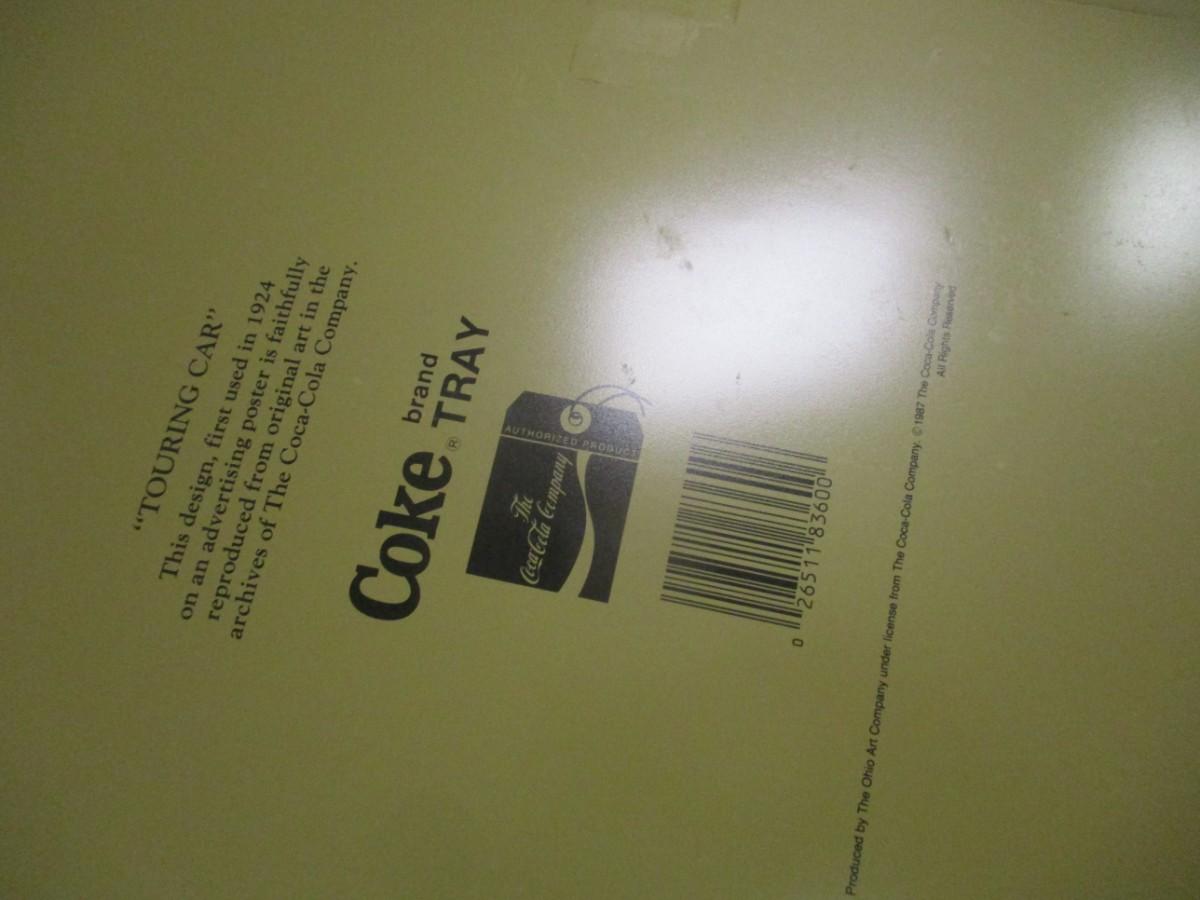 “TOURING CAR”
This design, first used in 1924
on an advertising poster is faithfully
reproduced from original art in the
archives of The Coca-Cola Company.
Coke® brand
TRAY
AUTHORIZED PRODUCT
The
Coca-Cola Company
0 26511 83600
Produced by The Ohio Art Company under license from The Coca-Cola Company. ©1987 The Coca-Cola Company
All Rights Reserved